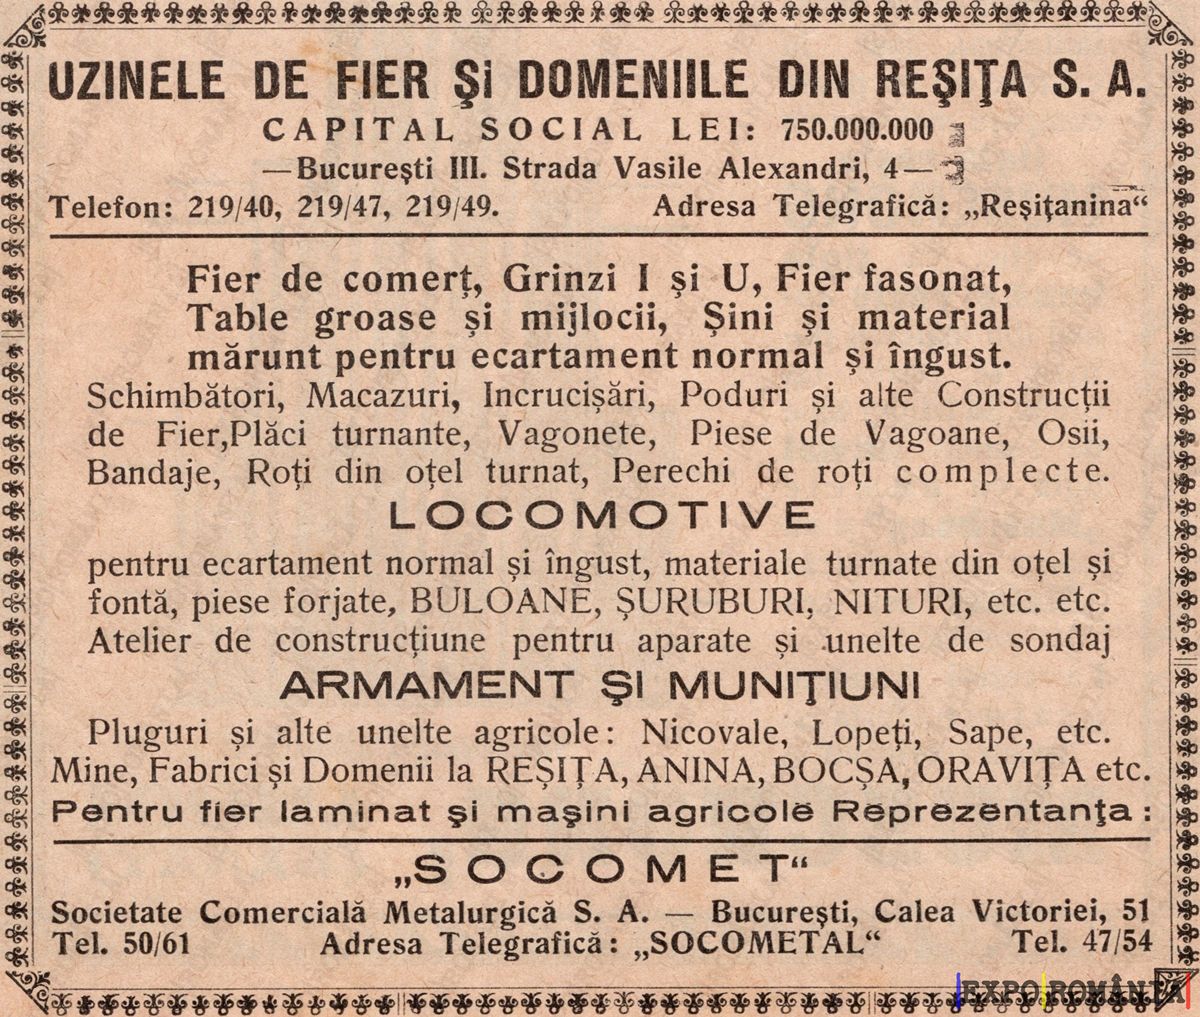 UZINELE DE FIER ŞI DOMENIILE DIN REŞIŢA S. A.
CAPITAL SOCIAL LEI: 750.000.000
—Bucureşti III. Strada Vasile Alexandri, 4—
Telefon: 219/40, 219/47, 219/49. Adresa Telegrafică: „Reşiţanina“
Fier de comerţ, Grinzi I şi U, Fier fasonat,
Table groase şi mijlocii, Şini şi material
mărunt pentru ecartament normal şi îngust.
Schimbători, Macazuri, Incrucişări, Poduri şi alte Construcţii
de Fier,Plăci turnante, Vagonete, Piese de Vagoane, Osii,
Bandaje, Roţi din oţel turnat, Perechi de roţi complecte.
LOCOMOTIVE
pentru ecartament normal şi îngust, materiale turnate din oţel şi
fontă, piese forjate, BULOANE, ŞURUBURI, NITURI, etc. etc.
Atelier de construcţiune pentru aparate şi unelte de sondaj
ARMAMENT ŞI MUNIŢIUNI
Pluguri şi alte unelte agricole: Nicovale, Lopeţi, Sape, etc.
Mine, Fabrici şi Domenii la REŞIŢA, ANINA, BOCŞA, ORAVIŢA etc.
Pentru fier laminat şi maşini agricole Reprezentanţa:
„SOCOMET“
Societate Comercială Metalurgică S. A. — Bucureşti, Calea Victoriei, 51
Tel. 50/61 Adresa Telegrafică: „SOCOMETAL“ Tel. 47/54
EXPO ROMÂNIA